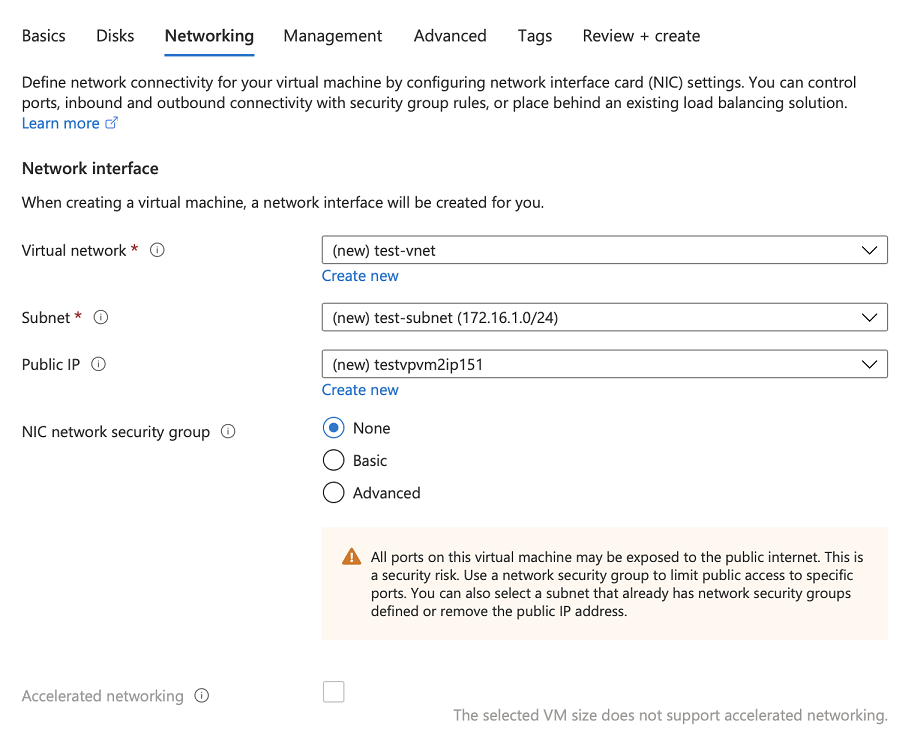 Basics Disks Networking Management Advanced Tags Review + create
Define network connectivity for your virtual machine by configuring network interface card (NIC) settings. You can control
ports, inbound and outbound connectivity with security group rules, or place behind an existing load balancing solution.
Learn more
Network interface
When creating a virtual machine, a network interface will be created for you.
Virtual network * (new) test-vnet
Create new
Subnet * (new) test-subnet (172.16.1.0/24)
Public IP (new) testvpvm2ip151
Create new
NIC network security group None
Basic
Advanced
All ports on this virtual machine may be exposed to the public internet. This is
a security risk. Use a network security group to limit public access to specific
ports. You can also select a subnet that already has network security groups
defined or remove the public IP address.
Accelerated networking
The selected VM size does not support accelerated networking.